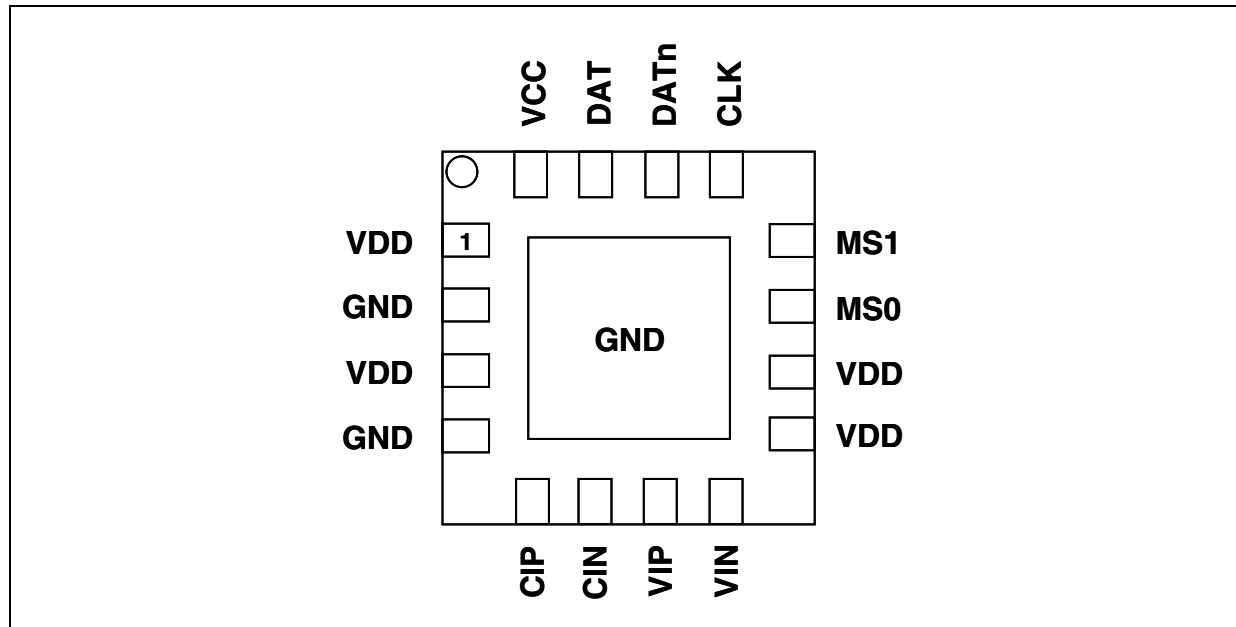 VCC DAT DATn CLK
VDD 1 MS1
GND MS0
GND
VDD VDD
GND VDD
CIP CIN VIP VIN